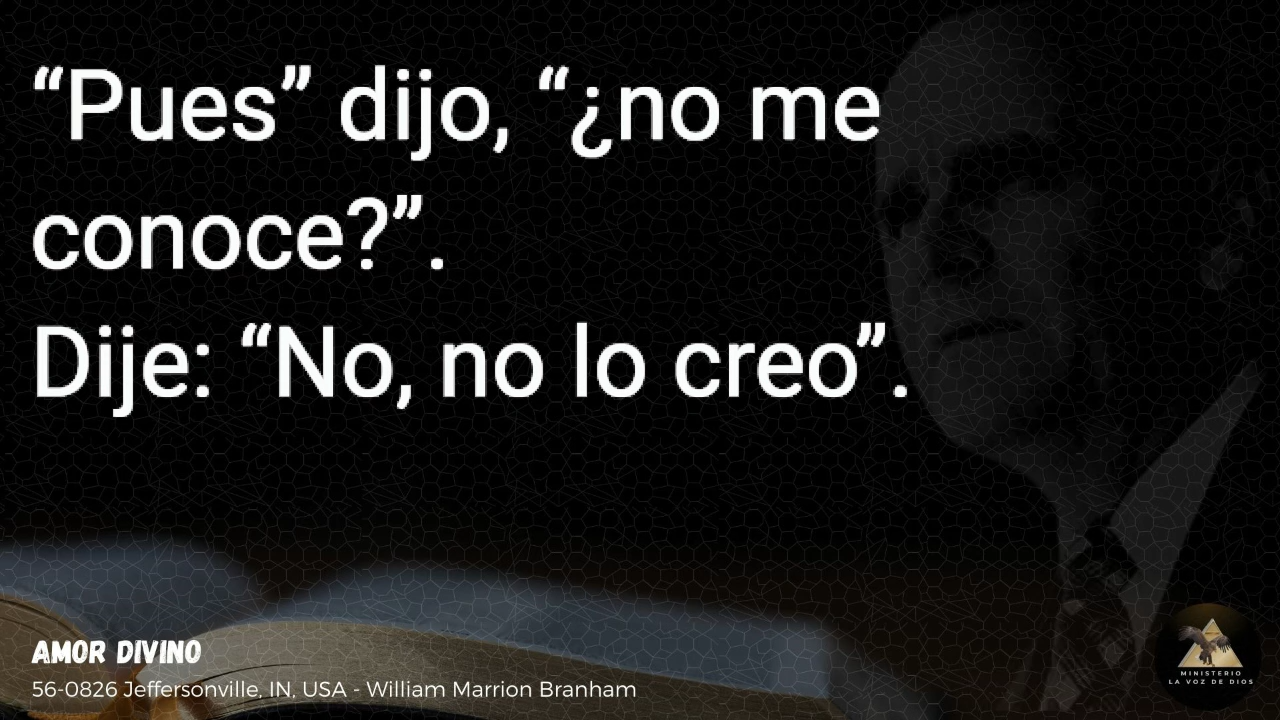 “Pues” dijo, “¿no me
conoce?”.
Dije: “No, no lo creo”.
AMOR DIVINO
56-0826 Jeffersonville, IN, USA - William Marrion Branham
MINISTERIO
LA VOZ DE DIOS